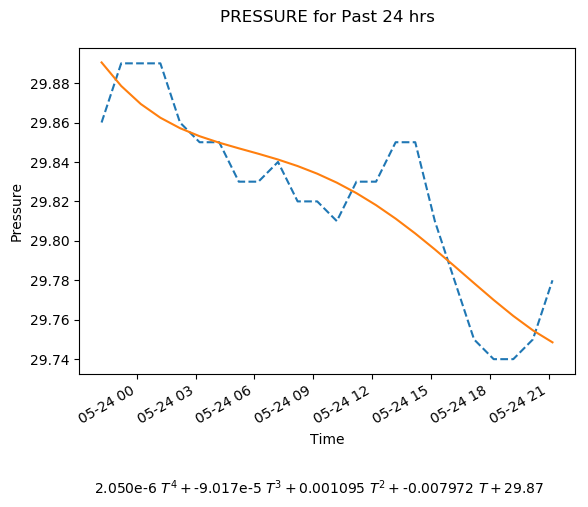 PRESSURE for Past 24 hrs
29.88
29.86
29.84
29.82
29.80
29.78
29.76
29.74
Pressure
05-24 00 05-24 03 05-24 06 05-24 09 05-24 12 05-24 15 05-24 18 05-24 21
Time
2.050e-6 T⁴ + -9.017e-5 T³ + 0.001095 T² + -0.007972 T + 29.87